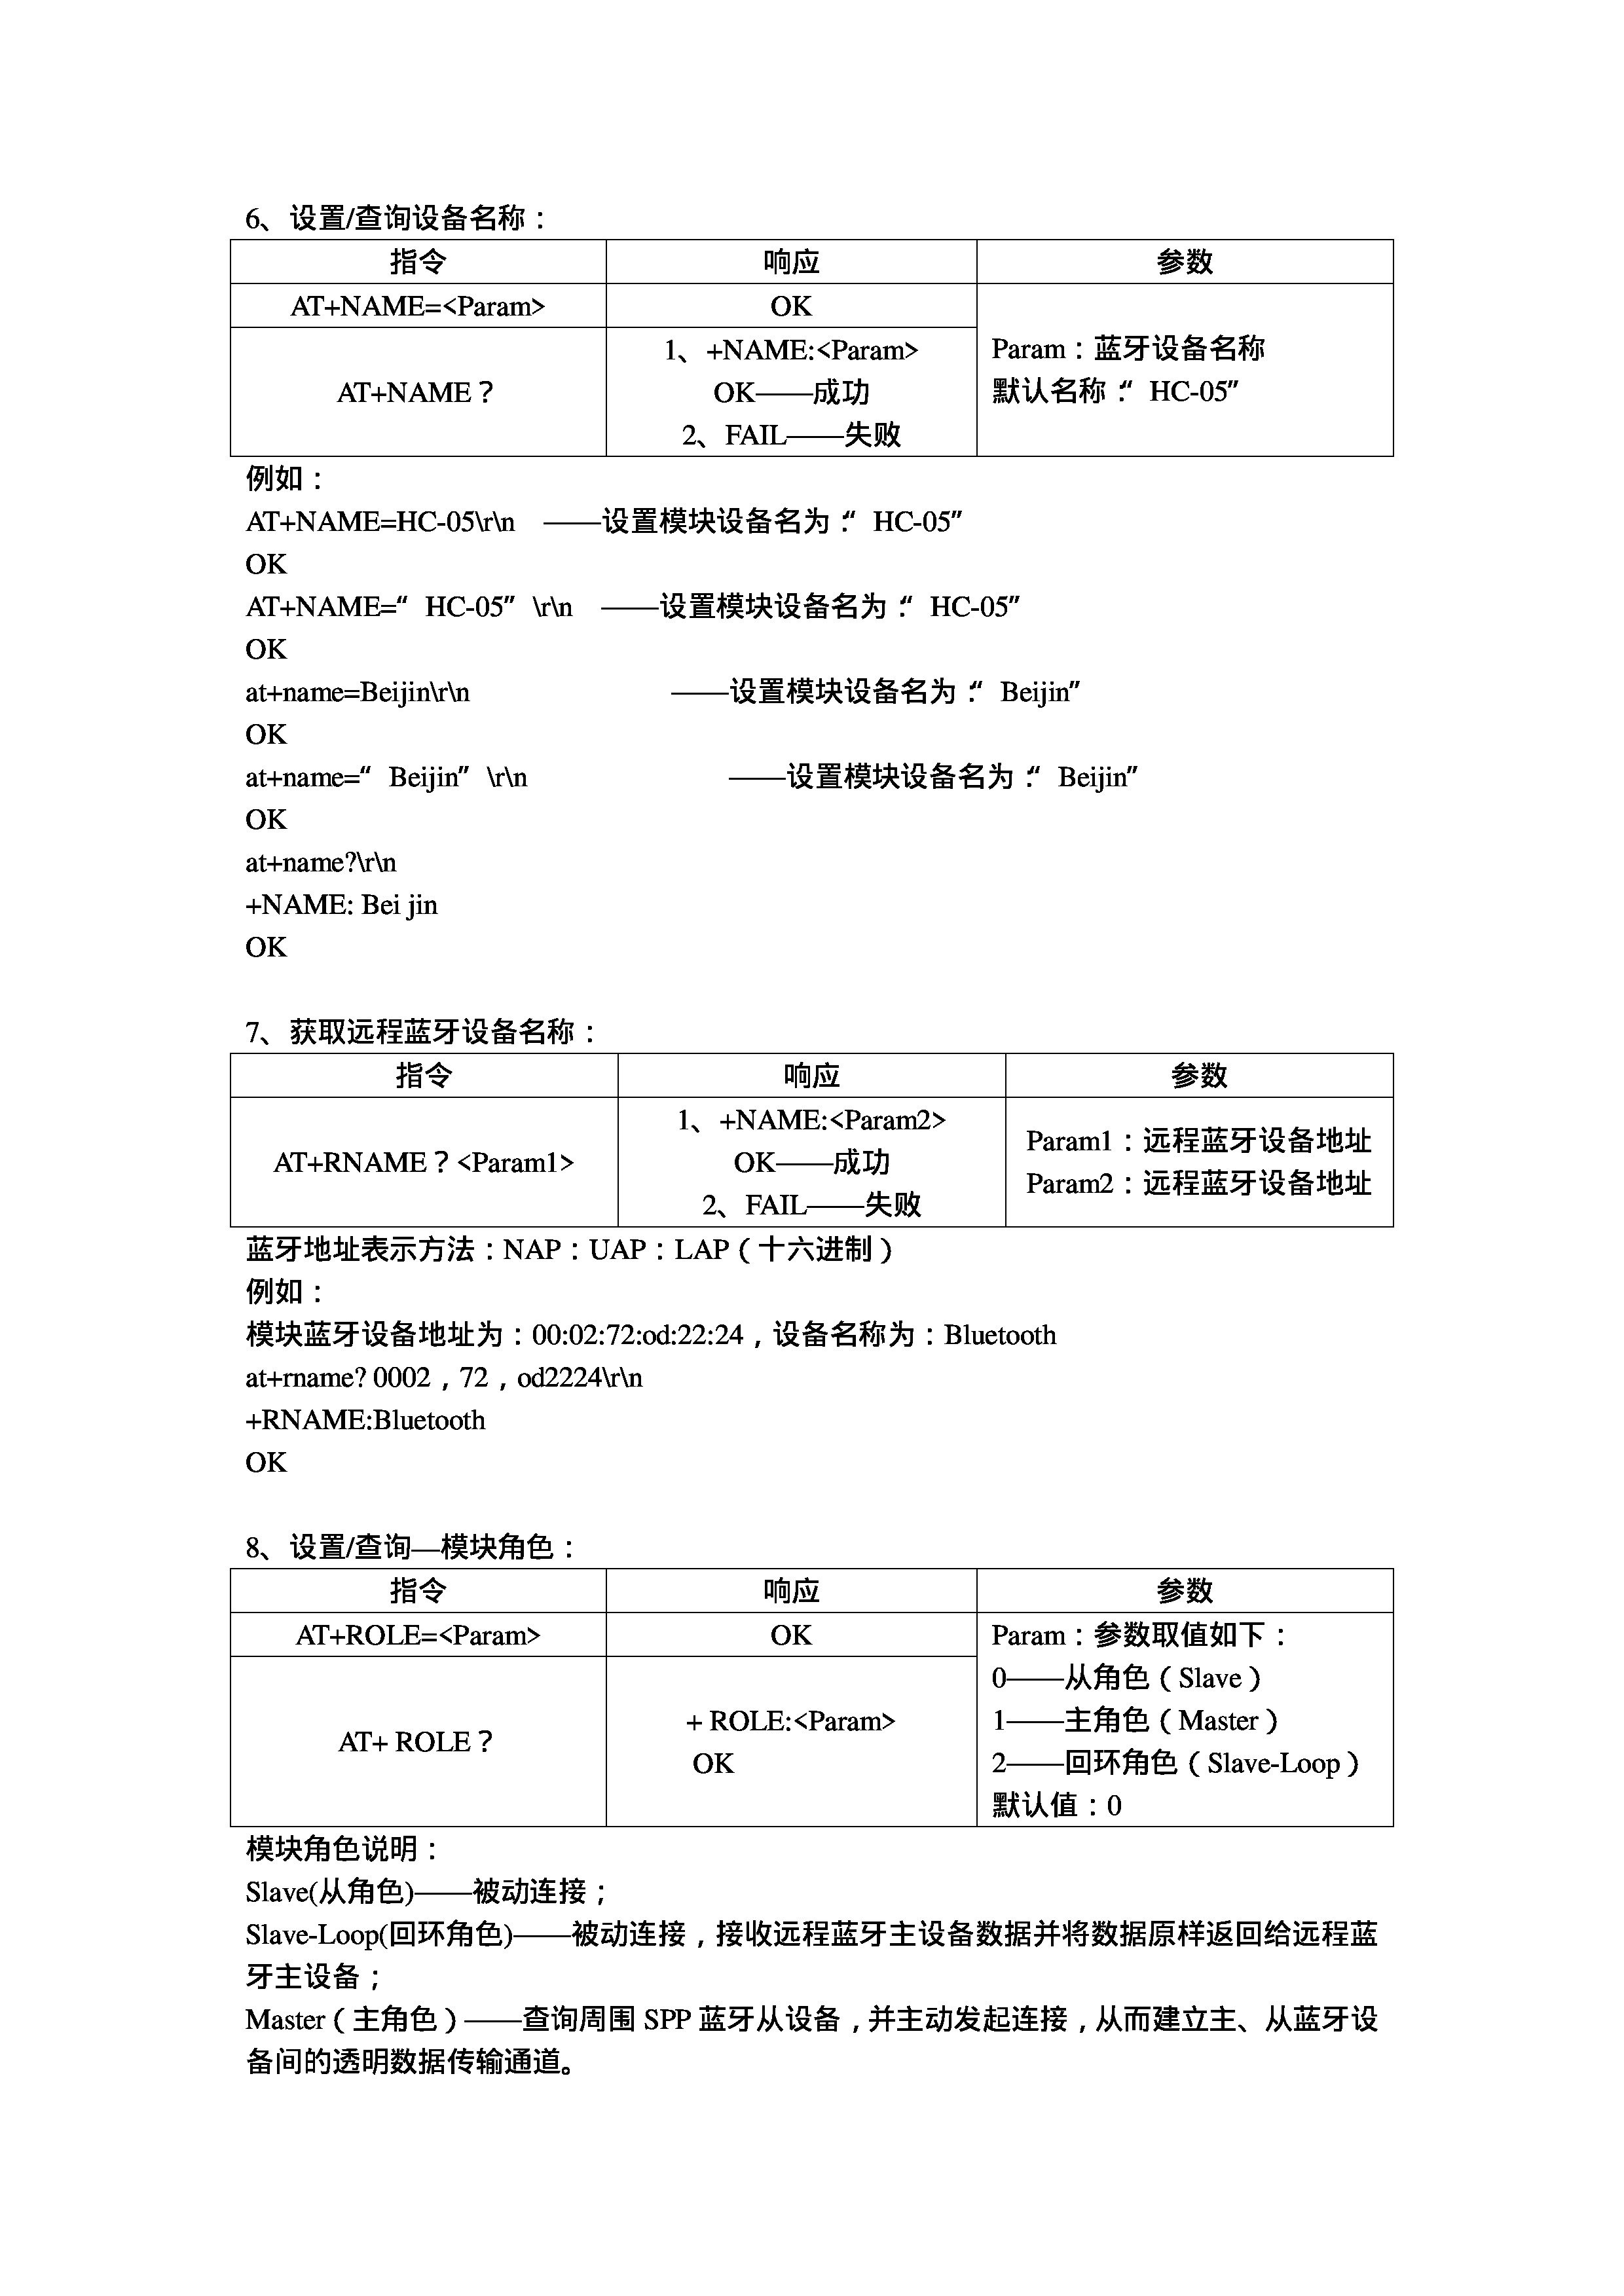 6、设置/查询设备名称：
指令 响应 参数
AT+NAME=<Param> OK
AT+NAME？
1、+NAME:<Param>
OK——成功
2、FAIL——失败
Param：蓝牙设备名称
默认名称：“HC-05”
例如：
AT+NAME=HC-05\r\n ——设置模块设备名为：“HC-05”
OK
AT+NAME=“HC-05”\r\n ——设置模块设备名为：“HC-05”
OK
at+name=Beijin\r\n ——设置模块设备名为：“Beijin”
OK
at+name=“Beijin”\r\n ——设置模块设备名为：“Beijin”
OK
at+name?\r\n
+NAME: Bei jin
OK
7、获取远程蓝牙设备名称：
指令 响应 参数
AT+RNAME？<Param1>
1、+NAME:<Param2>
OK——成功
2、FAIL——失败
Param1：远程蓝牙设备地址
Param2：远程蓝牙设备地址
蓝牙地址表示方法：NAP：UAP：LAP（十六进制）
例如：
模块蓝牙设备地址为：00:02:72:od:22:24，设备名称为：Bluetooth
at+rname? 0002，72，od2224\r\n
+RNAME:Bluetooth
OK
8、设置/查询—模块角色：
指令 响应 参数
AT+ROLE=<Param> OK
AT+ ROLE？
+ ROLE:<Param>
OK
Param：参数取值如下：
0——从角色（Slave）
1——主角色（Master）
2——回环角色（Slave-Loop）
默认值：0
模块角色说明：
Slave(从角色)——被动连接；
Slave-Loop(回环角色)——被动连接，接收远程蓝牙主设备数据并将数据原样返回给远程蓝
牙主设备；
Master（主角色）——查询周围 SPP 蓝牙从设备，并主动发起连接，从而建立主、从蓝牙设
备间的透明数据传输通道。